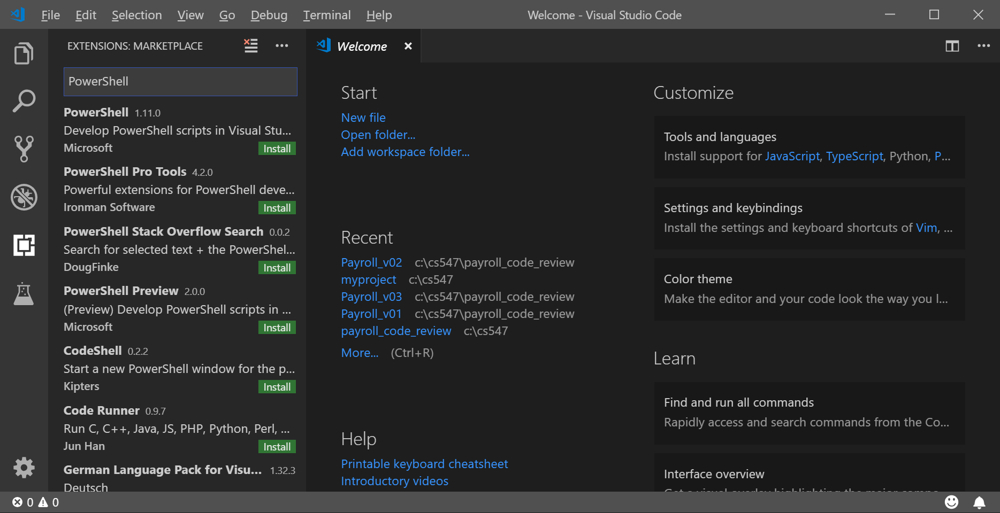 File Edit Selection View Go Debug Terminal Help
Welcome - Visual Studio Code
EXTENSIONS: MARKETPLACE
PowerShell
PowerShell 1.11.0
Develop PowerShell scripts in Visual Stu...
Microsoft Install
PowerShell Pro Tools 4.2.0
Powerful extensions for PowerShell deve...
Ironman Software Install
PowerShell Stack Overflow Search 0.0.2
Search for selected text + the PowerShel...
DougFinke Install
PowerShell Preview 2.0.0
(Preview) Develop PowerShell scripts in ...
Microsoft Install
CodeShell 0.2.2
Start a new PowerShell window for the p...
Kipters Install
Code Runner 0.9.7
Run C, C++, Java, JS, PHP, Python, Perl, ...
Jun Han Install
German Language Pack for Visu... 1.32.3
Deutsch
Welcome
Start
New file
Open folder...
Add workspace folder...
Recent
Payroll_v02 c:\cs547\payroll_code_review
myproject c:\cs547
Payroll_v03 c:\cs547\payroll_code_review
Payroll_v01 c:\cs547\payroll_code_review
payroll_code_review c:\cs547
More... (Ctrl+R)
Help
Printable keyboard cheatsheet
Introductory videos
Customize
Tools and languages
Install support for JavaScript, TypeScript, Python, P...
Settings and keybindings
Install the settings and keyboard shortcuts of Vim, ...
Color theme
Make the editor and your code look the way you l...
Learn
Find and run all commands
Rapidly access and search commands from the Co...
Interface overview
Get a visual overlay highlighting the major compo...
0 0